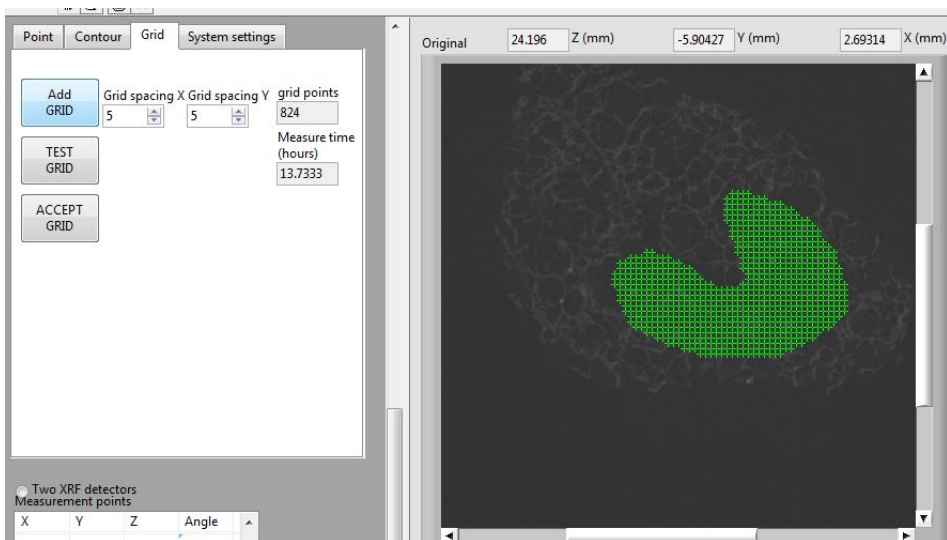 Point Contour Grid System settings
Original 24.196 Z (mm) -5.90427 Y (mm) 2.69314 X (mm)
Add GRID
Grid spacing X Grid spacing Y grid points
5 5 824
TEST GRID
Measure time
(hours)
13.7333
ACCEPT
GRID
Two XRF detectors
Measurement points
X Y Z Angle